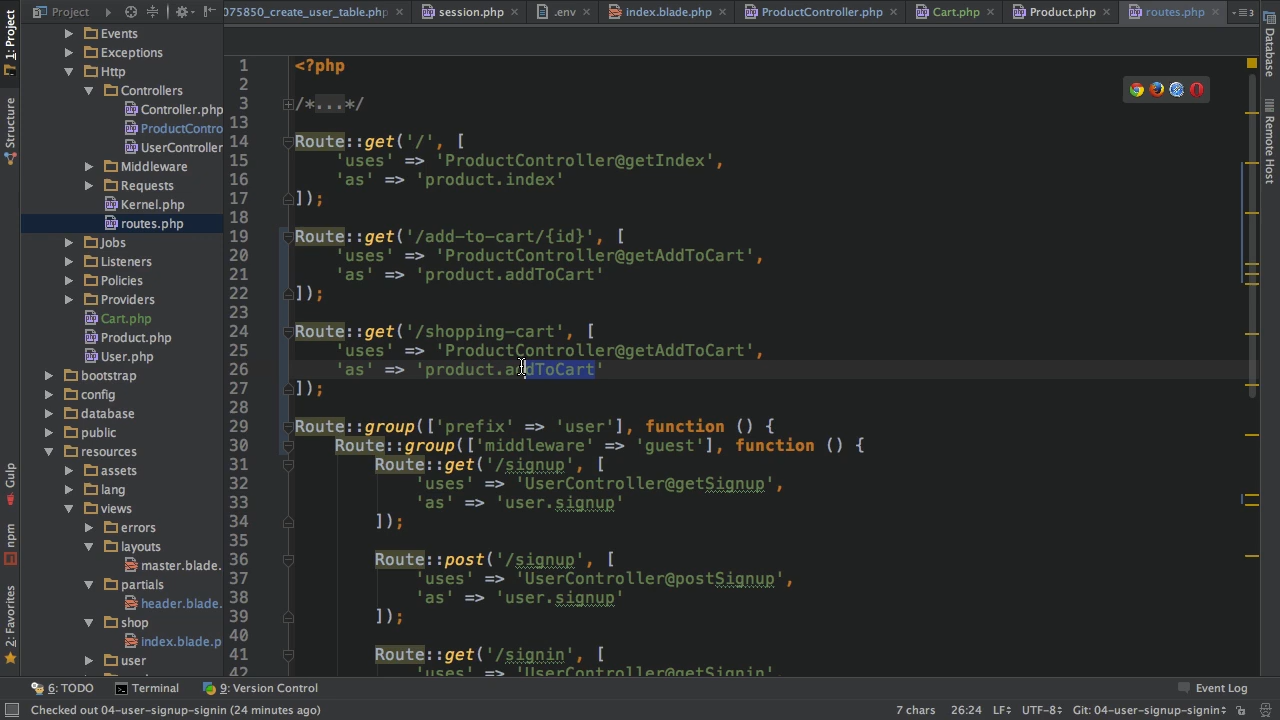 Project
075850_create_user_table.php
session.php
.env
index.blade.php
ProductController.php
Cart.php
Product.php
routes.php
3
1: Project
Structure
Gulp
npm
2: Favorites
Database
Remote Host
Events
Exceptions
Http
Controllers
Controller.php
ProductContro
UserController
Middleware
Requests
Kernel.php
routes.php
Jobs
Listeners
Policies
Providers
Cart.php
Product.php
User.php
bootstrap
config
database
public
resources
assets
lang
views
errors
layouts
master.blade.
partials
header.blade.
shop
index.blade.p
user
1 <?php
2
3 /*...*/
13
14 Route::get('/', [
15 'uses' => 'ProductController@getIndex',
16 'as' => 'product.index'
17 ]);
18
19 Route::get('/add-to-cart/{id}', [
20 'uses' => 'ProductController@getAddToCart',
21 'as' => 'product.addToCart'
22 ]);
23
24 Route::get('/shopping-cart', [
25 'uses' => 'ProductController@getAddToCart',
26 'as' => 'product.addToCart'
27 ]);
28
29 Route::group(['prefix' => 'user'], function () {
30 Route::group(['middleware' => 'guest'], function () {
31 Route::get('/signup', [
32 'uses' => 'UserController@getSignup',
33 'as' => 'user.signup'
34 ]);
35
36 Route::post('/signup', [
37 'uses' => 'UserController@postSignup',
38 'as' => 'user.signup'
39 ]);
40
41 Route::get('/signin', [
42 'uses' => 'UserController@getSignin',
6: TODO
Terminal
9: Version Control
Event Log
Checked out 04-user-signup-signin (24 minutes ago)
7 chars
26:24
LF
UTF-8
Git: 04-user-signup-signin